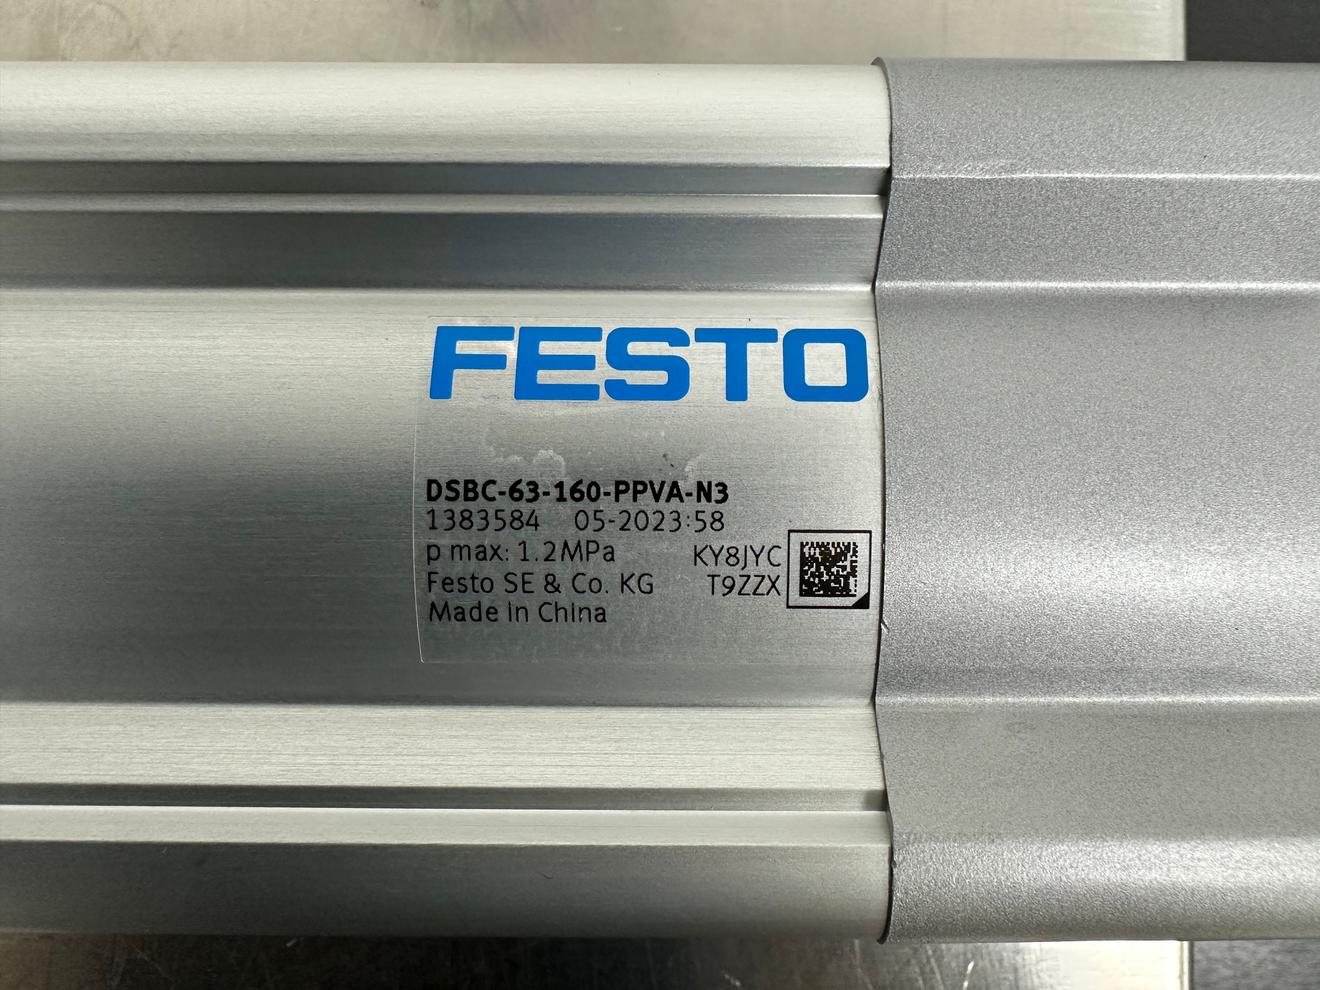 FESTO
DSBC-63-160-PPVA-N3
1383584 05-2023:58
p max: 1.2MPa KY8JYC
Festo SE & Co. KG T9ZZX
Made in China